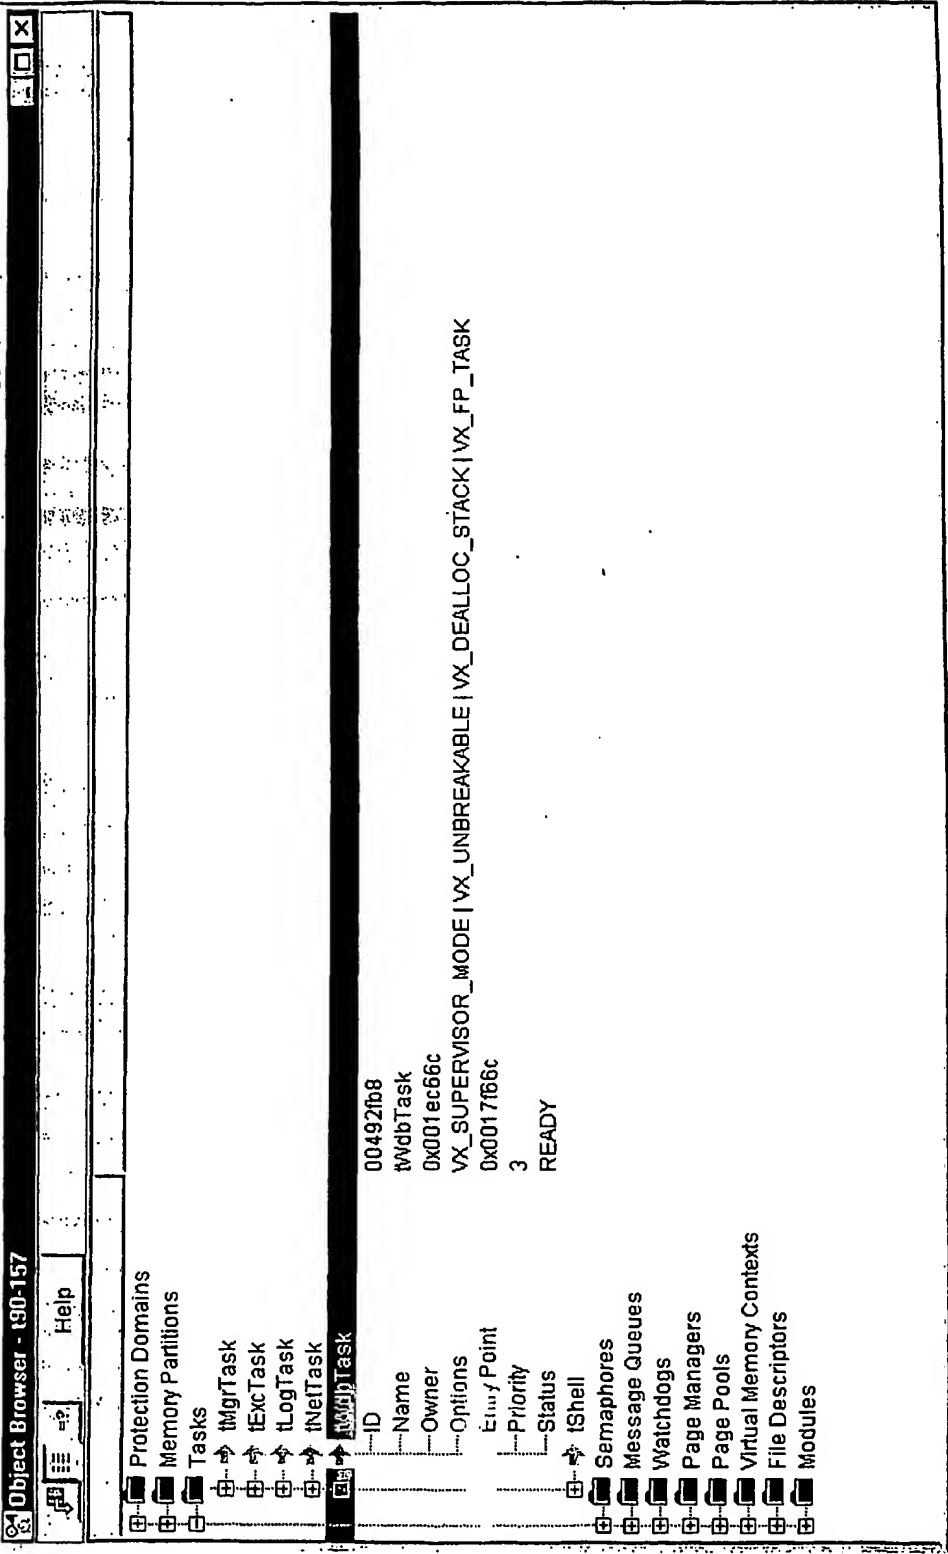 Object Browser - t90-157
Help
Protection Domains
Memory Partitions
Tasks
tMgrTask
tExcTask
tLogTask
tNetTask
tWdbTask
ID 00492fb8
Name tWdbTask
Owner 0x001ec66c
Options VX_SUPERVISOR_MODE | VX_UNBREAKABLE | VX_DEALLOC_STACK | VX_FP_TASK
Entry Point 0x0017f66c
Priority 3
Status READY
tShell
Semaphores
Message Queues
Watchdogs
Page Managers
Page Pools
Virtual Memory Contexts
File Descriptors
Modules